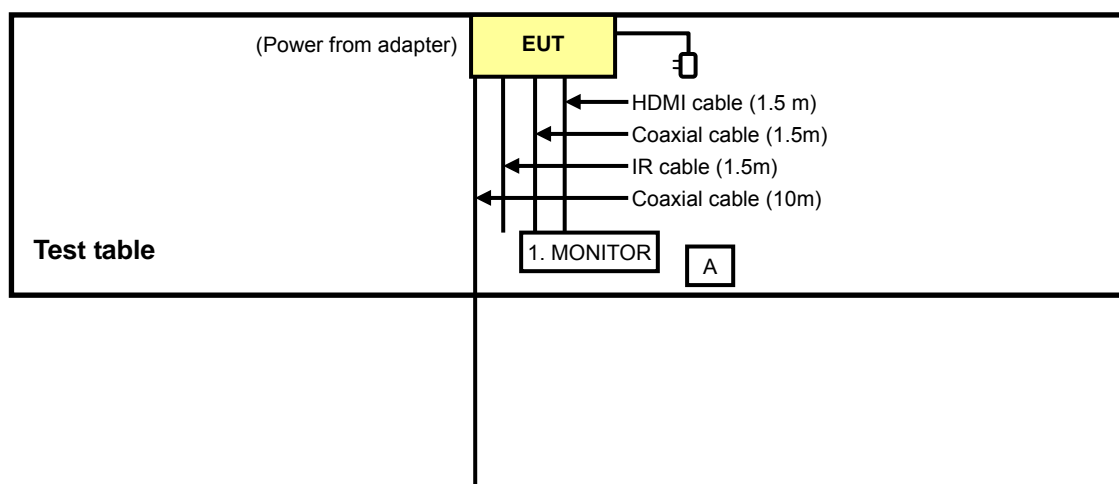 (Power from adapter)
EUT
HDMI cable (1.5 m)
Coaxial cable (1.5m)
IR cable (1.5m)
Coaxial cable (10m)
Test table
1. MONITOR
A